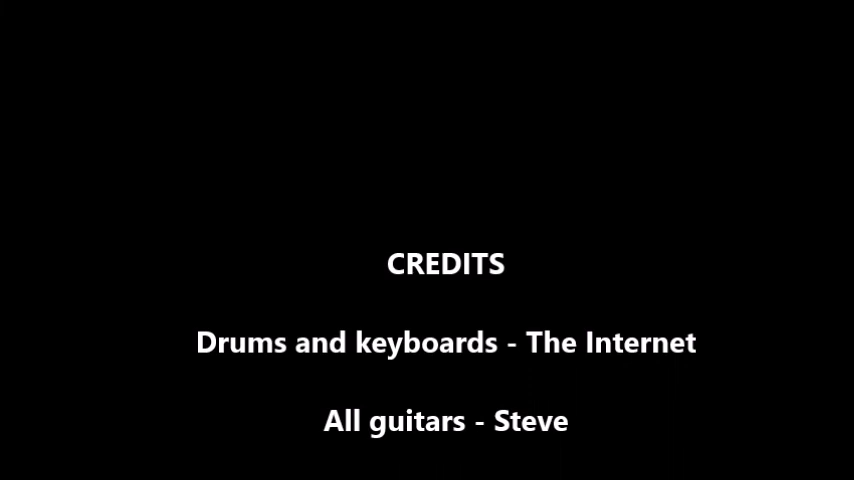 CREDITS
Drums and keyboards - The Internet
All guitars - Steve